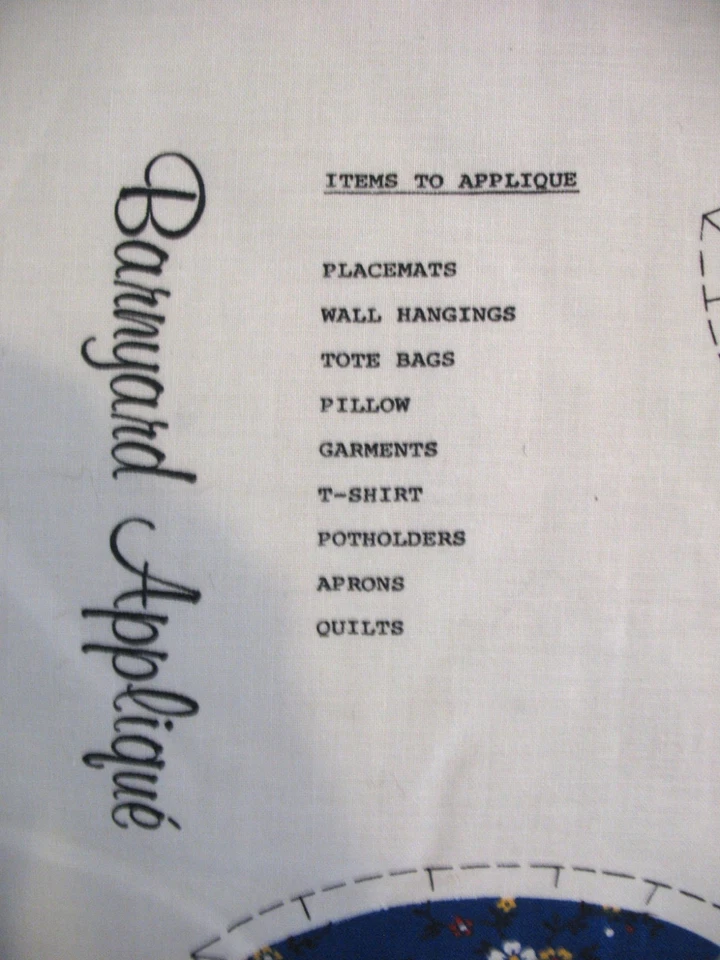 Barnyard Appliqué
ITEMS TO APPLIQUE
PLACEMATS
WALL HANGINGS
TOTE BAGS
PILLOW
GARMENTS
T-SHIRT
POTHOLDERS
APRONS
QUILTS